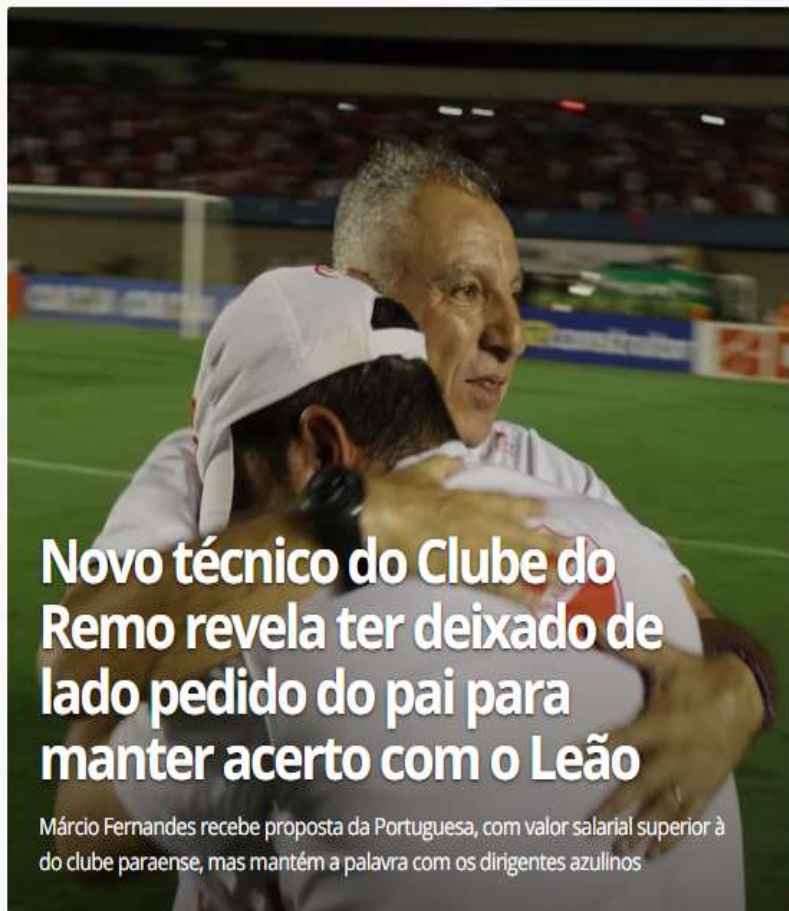 Novo técnico do Clube do
Remo revela ter deixado de
lado pedido do pai para
manter acerto com o Leão
Márcio Fernandes recebe proposta da Portuguesa, com valor salarial superior à
do clube paraense, mas mantém a palavra com os dirigentes azulinos